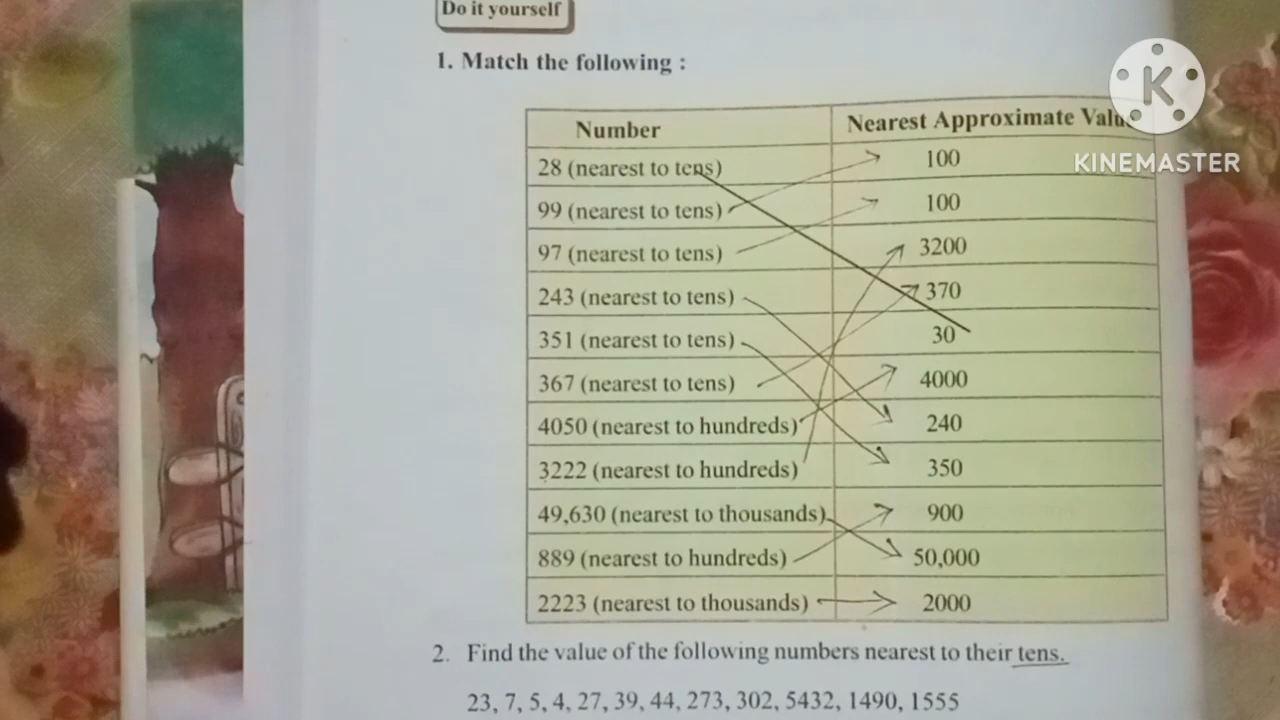 Do it yourself
1. Match the following :
Number Nearest Approximate Valu
28 (nearest to tens) 100
99 (nearest to tens) 100
97 (nearest to tens) 3200
243 (nearest to tens) 370
351 (nearest to tens) 30
367 (nearest to tens) 4000
4050 (nearest to hundreds) 240
3222 (nearest to hundreds) 350
49,630 (nearest to thousands) 900
889 (nearest to hundreds) 50,000
2223 (nearest to thousands) 2000
2. Find the value of the following numbers nearest to their tens.
23, 7, 5, 4, 27, 39, 44, 273, 302, 5432, 1490, 1555
K
KINEMASTER